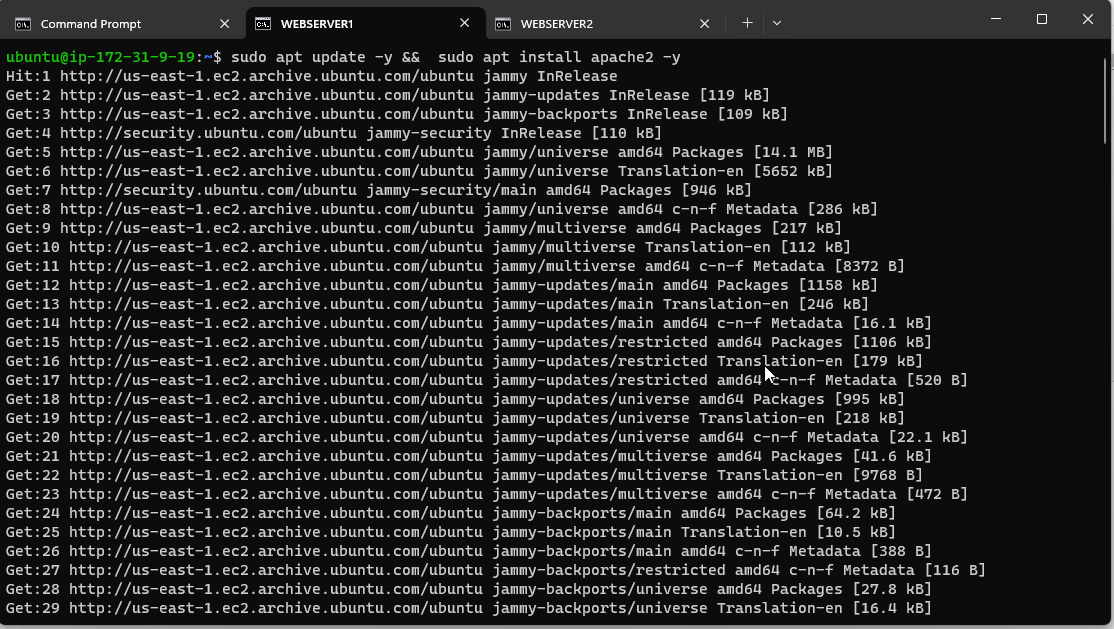 Command Prompt
WEBSERVER1
WEBSERVER2
ubuntu@ip-172-31-9-19:~$ sudo apt update -y &&  sudo apt install apache2 -y
Hit:1 http://us-east-1.ec2.archive.ubuntu.com/ubuntu jammy InRelease
Get:2 http://us-east-1.ec2.archive.ubuntu.com/ubuntu jammy-updates InRelease [119 kB]
Get:3 http://us-east-1.ec2.archive.ubuntu.com/ubuntu jammy-backports InRelease [109 kB]
Get:4 http://security.ubuntu.com/ubuntu jammy-security InRelease [110 kB]
Get:5 http://us-east-1.ec2.archive.ubuntu.com/ubuntu jammy/universe amd64 Packages [14.1 MB]
Get:6 http://us-east-1.ec2.archive.ubuntu.com/ubuntu jammy/universe Translation-en [5652 kB]
Get:7 http://security.ubuntu.com/ubuntu jammy-security/main amd64 Packages [946 kB]
Get:8 http://us-east-1.ec2.archive.ubuntu.com/ubuntu jammy/universe amd64 c-n-f Metadata [286 kB]
Get:9 http://us-east-1.ec2.archive.ubuntu.com/ubuntu jammy/multiverse amd64 Packages [217 kB]
Get:10 http://us-east-1.ec2.archive.ubuntu.com/ubuntu jammy/multiverse Translation-en [112 kB]
Get:11 http://us-east-1.ec2.archive.ubuntu.com/ubuntu jammy/multiverse amd64 c-n-f Metadata [8372 B]
Get:12 http://us-east-1.ec2.archive.ubuntu.com/ubuntu jammy-updates/main amd64 Packages [1158 kB]
Get:13 http://us-east-1.ec2.archive.ubuntu.com/ubuntu jammy-updates/main Translation-en [246 kB]
Get:14 http://us-east-1.ec2.archive.ubuntu.com/ubuntu jammy-updates/main amd64 c-n-f Metadata [16.1 kB]
Get:15 http://us-east-1.ec2.archive.ubuntu.com/ubuntu jammy-updates/restricted amd64 Packages [1106 kB]
Get:16 http://us-east-1.ec2.archive.ubuntu.com/ubuntu jammy-updates/restricted Translation-en [179 kB]
Get:17 http://us-east-1.ec2.archive.ubuntu.com/ubuntu jammy-updates/restricted amd64 c-n-f Metadata [520 B]
Get:18 http://us-east-1.ec2.archive.ubuntu.com/ubuntu jammy-updates/universe amd64 Packages [995 kB]
Get:19 http://us-east-1.ec2.archive.ubuntu.com/ubuntu jammy-updates/universe Translation-en [218 kB]
Get:20 http://us-east-1.ec2.archive.ubuntu.com/ubuntu jammy-updates/universe amd64 c-n-f Metadata [22.1 kB]
Get:21 http://us-east-1.ec2.archive.ubuntu.com/ubuntu jammy-updates/multiverse amd64 Packages [41.6 kB]
Get:22 http://us-east-1.ec2.archive.ubuntu.com/ubuntu jammy-updates/multiverse Translation-en [9768 B]
Get:23 http://us-east-1.ec2.archive.ubuntu.com/ubuntu jammy-updates/multiverse amd64 c-n-f Metadata [472 B]
Get:24 http://us-east-1.ec2.archive.ubuntu.com/ubuntu jammy-backports/main amd64 Packages [64.2 kB]
Get:25 http://us-east-1.ec2.archive.ubuntu.com/ubuntu jammy-backports/main Translation-en [10.5 kB]
Get:26 http://us-east-1.ec2.archive.ubuntu.com/ubuntu jammy-backports/main amd64 c-n-f Metadata [388 B]
Get:27 http://us-east-1.ec2.archive.ubuntu.com/ubuntu jammy-backports/restricted amd64 c-n-f Metadata [116 B]
Get:28 http://us-east-1.ec2.archive.ubuntu.com/ubuntu jammy-backports/universe amd64 Packages [27.8 kB]
Get:29 http://us-east-1.ec2.archive.ubuntu.com/ubuntu jammy-backports/universe Translation-en [16.4 kB]